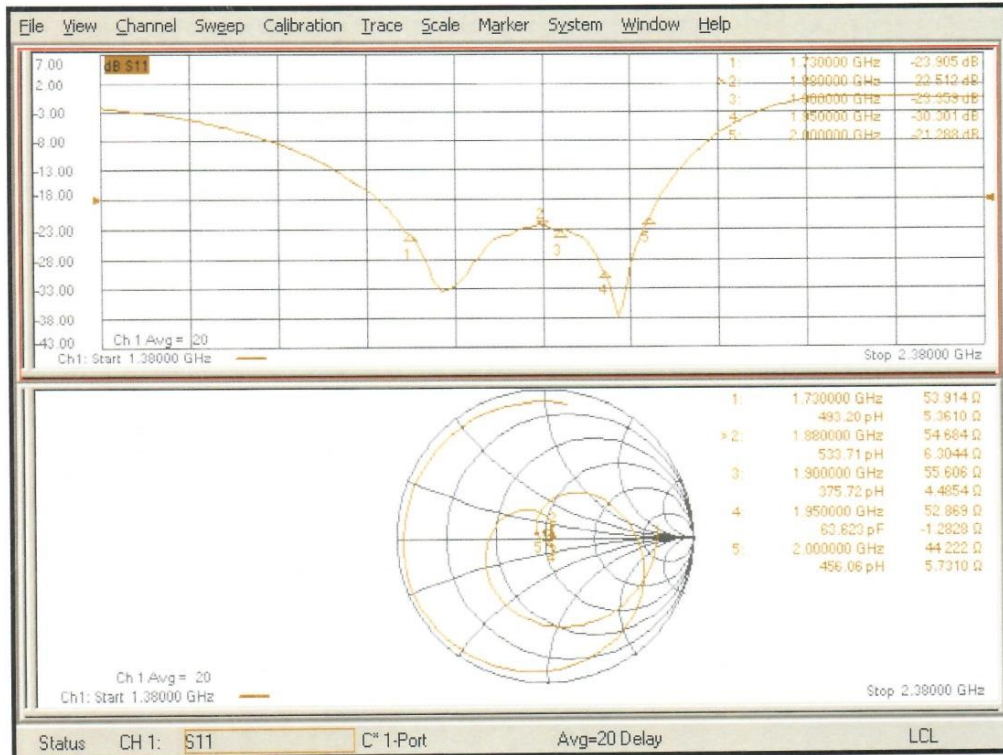 File View Channel Sweep Calibration Trace Scale Marker System Window Help
dB S11
7.00
2.00
-3.00
-8.00
-13.00
-18.00
-23.00
-28.00
-33.00
-38.00
-43.00
1: 1.730000 GHz -23.905 dB
>2: 1.880000 GHz -22.512 dB
3: 1.900000 GHz -23.359 dB
4: 1.950000 GHz -30.301 dB
5: 2.000000 GHz -21.288 dB
1
2
3
4
5
Ch 1 Avg = 20
Ch1: Start 1.38000 GHz
Stop 2.38000 GHz
1: 1.730000 GHz 53.914 Ω
493.20 pH 5.3610 Ω
>2: 1.880000 GHz 54.684 Ω
533.71 pH 6.3044 Ω
3: 1.900000 GHz 55.606 Ω
375.72 pH 4.4854 Ω
4 1.950000 GHz 52.869 Ω
63.623 pF -1.2828 Ω
5: 2.000000 GHz 44.222 Ω
456.06 pH 5.7310 Ω
5
Ch 1 Avg = 20
Ch1: Start 1.38000 GHz
Stop 2.38000 GHz
Status CH 1: S11 C* 1-Port Avg=20 Delay LCL